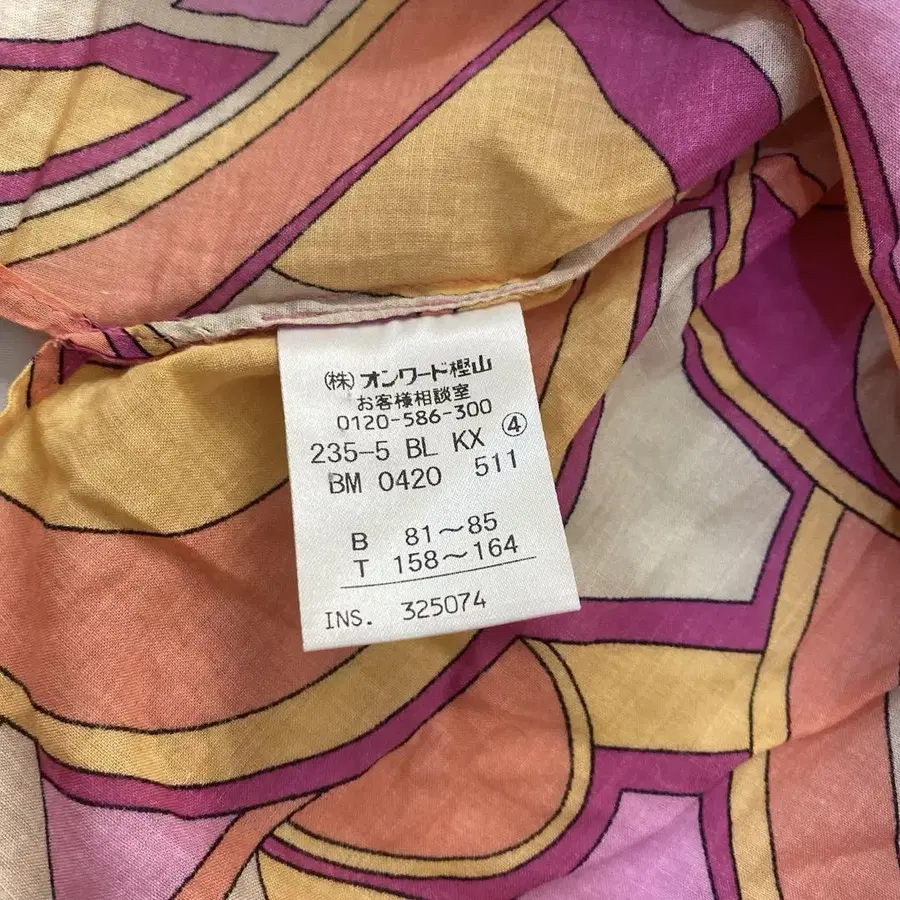 (株)オンワード樫山
お客様相談室
0120-586-300
235-5 BL KX ④
BM 0420 511
B 81〜85
T 158〜164
INS. 325074